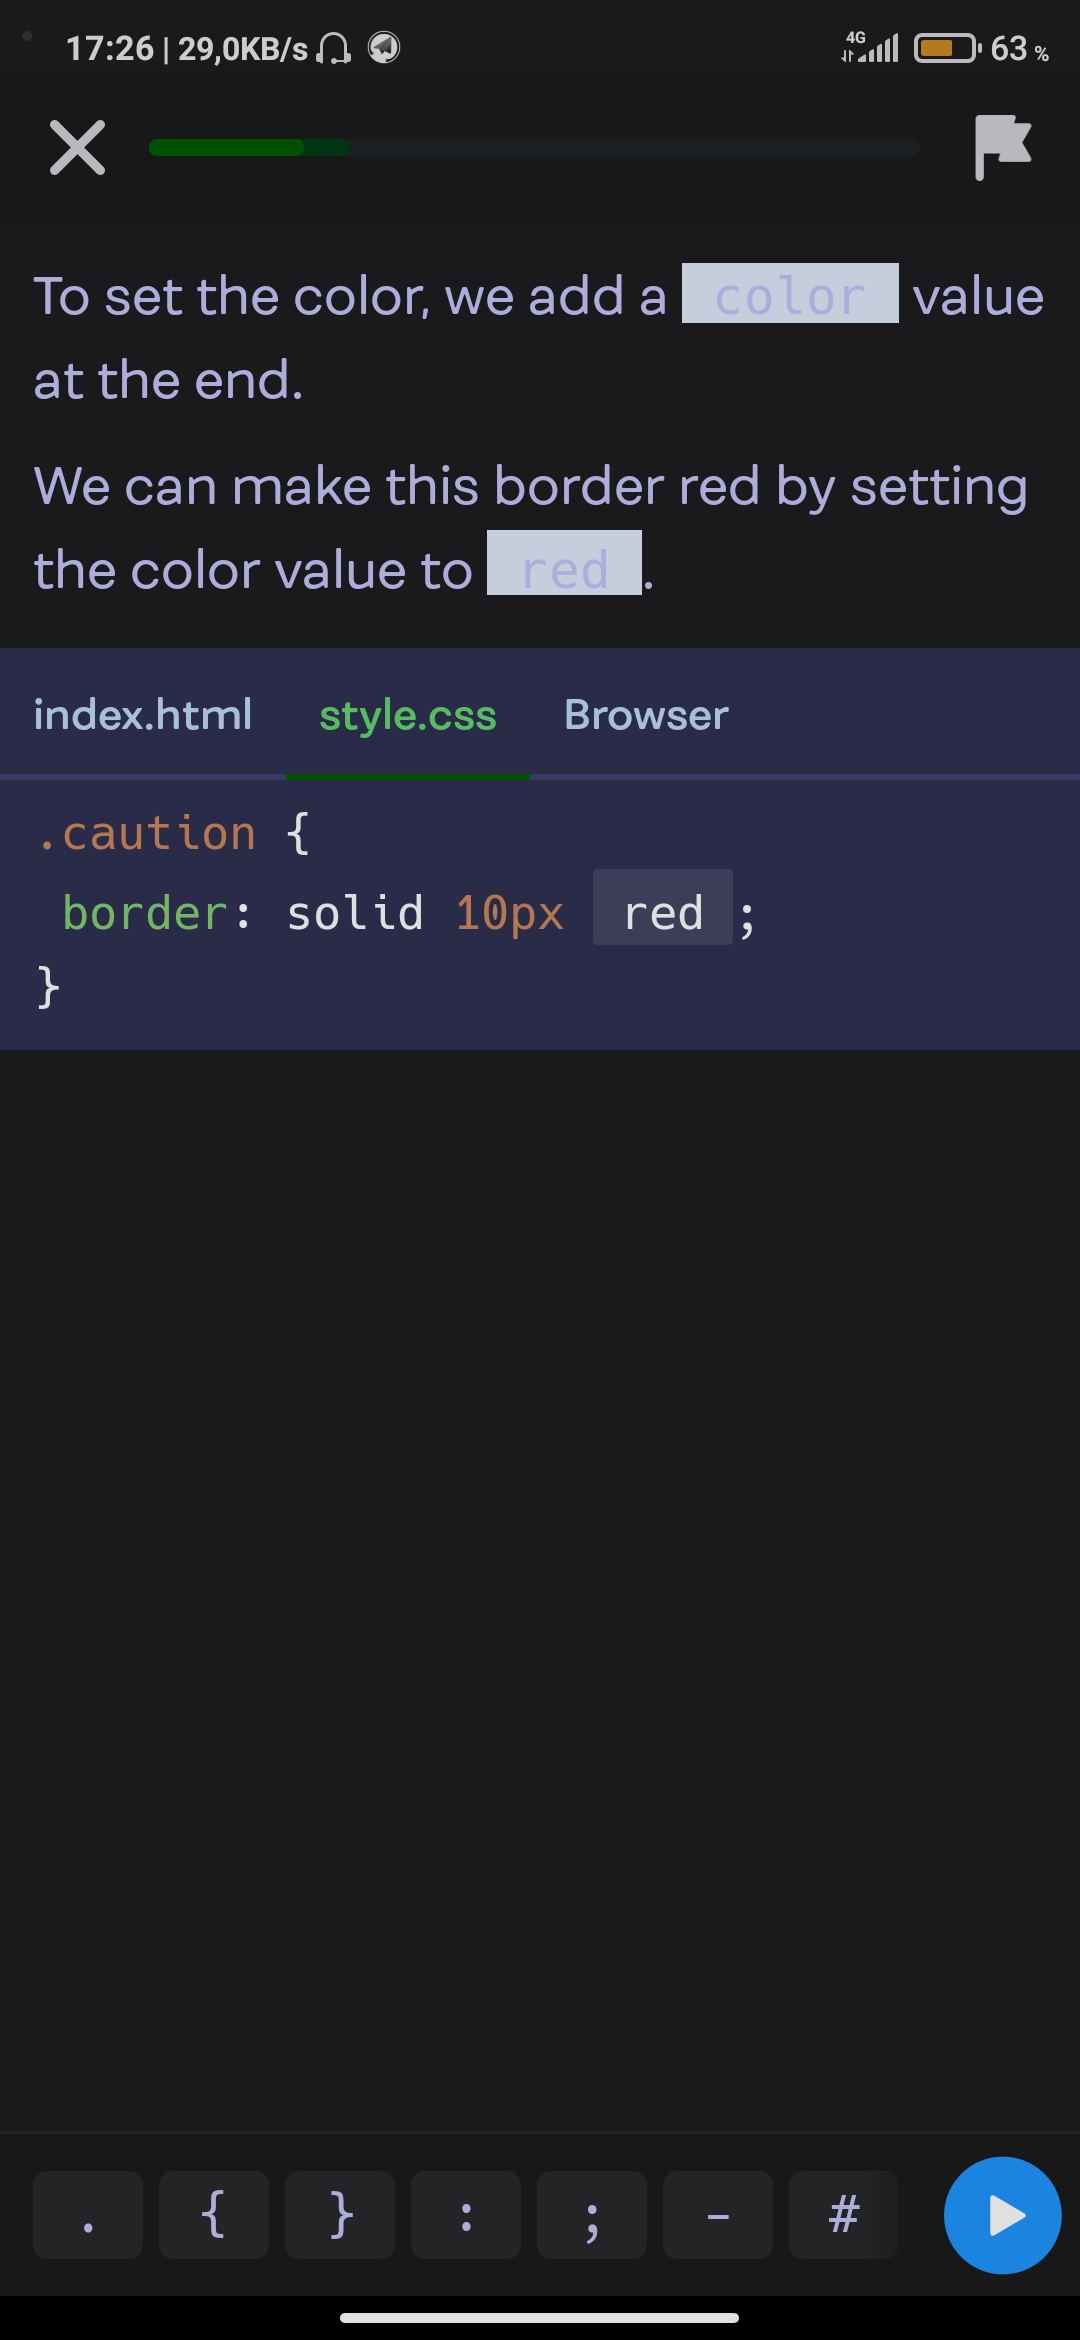 17:26 | 29,0KB/s 4G 63 %
To set the color, we add a color value
at the end.
We can make this border red by setting
the color value to red.
index.html style.css Browser
.caution {
border: solid 10px red ;
}
. { } : ; - #